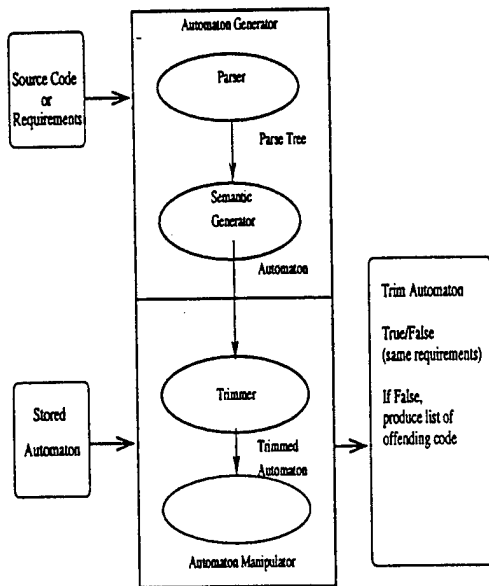 Automaton Generator
Source Code
or
Requirements
Parser
Parse Tree
Semantic
Generator
Automaton
Trim Automaton
True/False
(same requirements)
If False,
produce list of
offending code
Stored
Automaton
Trimmer
Trimmed
Automaton
Automaton Manipulator